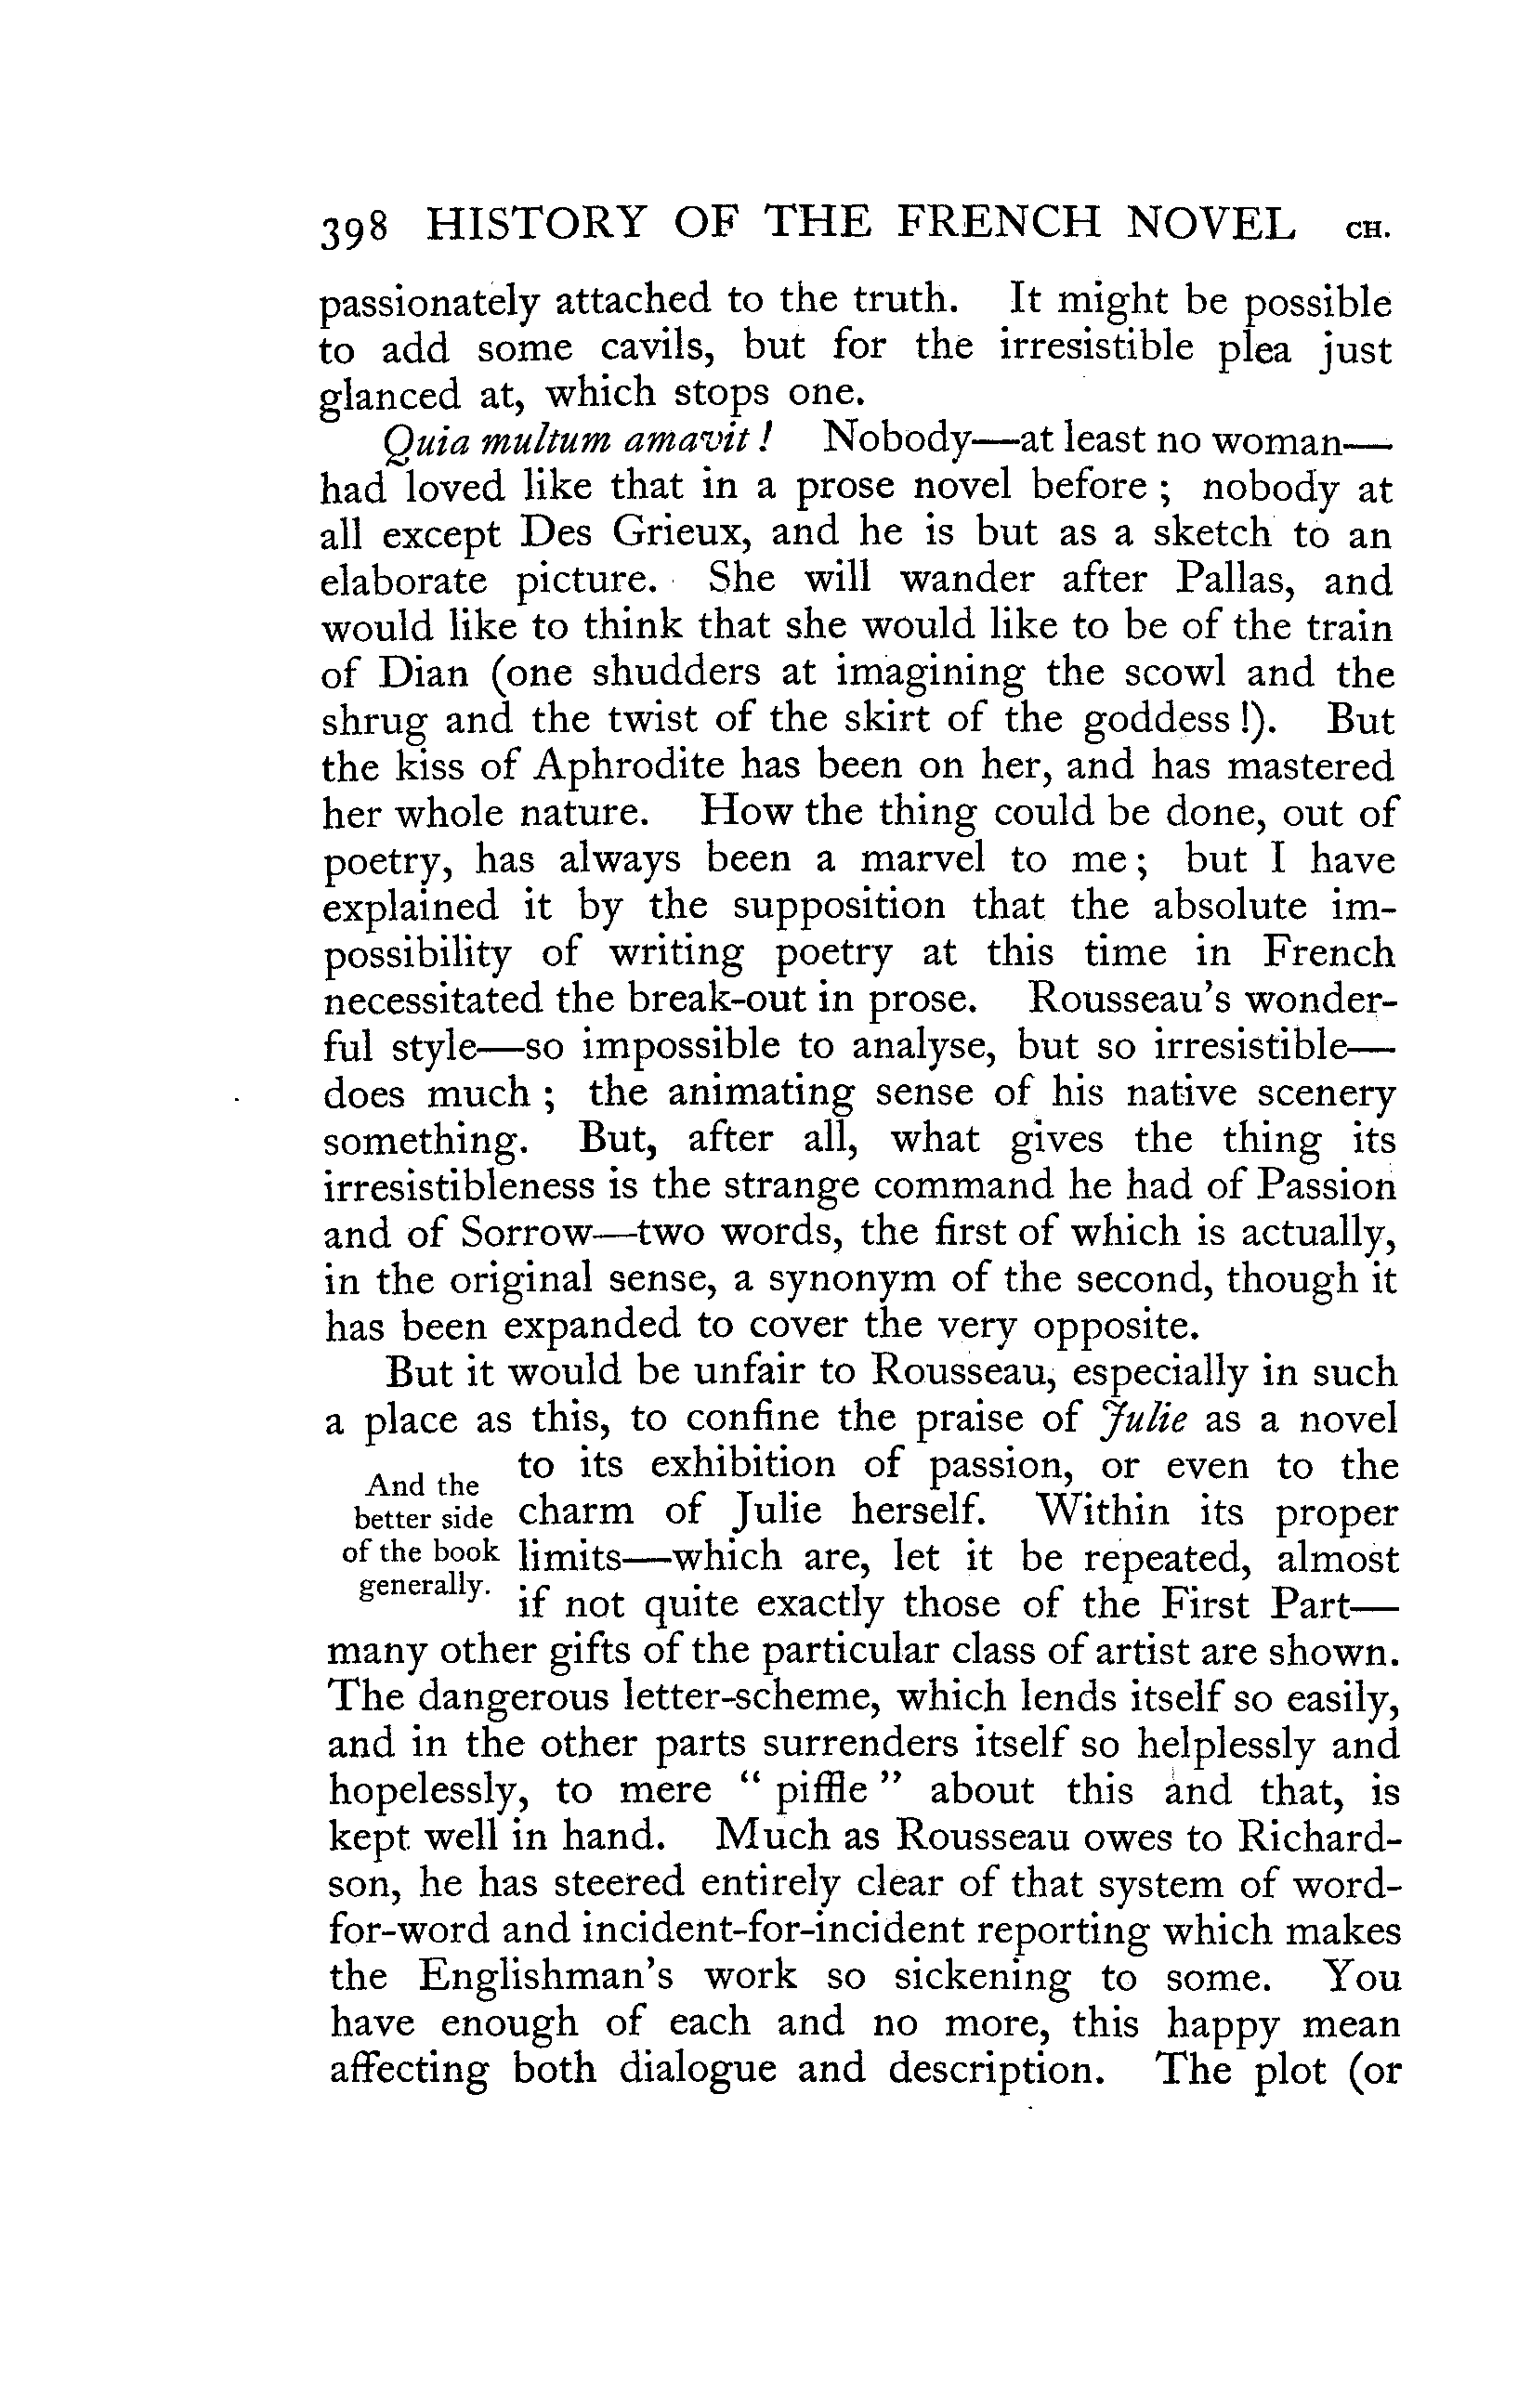 398 HISTORY OF THE FRENCH NOVEL CH.
passionately attached to the truth. It might be possible
to add some cavils, but for the irresistible plea just
glanced at, which stops one.
Quia multum amavit! Nobody—at least no woman—
had loved like that in a prose novel before; nobody at
all except Des Grieux, and he is but as a sketch to an
elaborate picture. She will wander after Pallas, and
would like to think that she would like to be of the train
of Dian (one shudders at imagining the scowl and the
shrug and the twist of the skirt of the goddess!). But
the kiss of Aphrodite has been on her, and has mastered
her whole nature. How the thing could be done, out of
poetry, has always been a marvel to me; but I have
explained it by the supposition that the absolute im-
possibility of writing poetry at this time in French
necessitated the break-out in prose. Rousseau's wonder-
ful style—so impossible to analyse, but so irresistible—
does much; the animating sense of his native scenery
something. But, after all, what gives the thing its
irresistibleness is the strange command he had of Passion
and of Sorrow—two words, the first of which is actually,
in the original sense, a synonym of the second, though it
has been expanded to cover the very opposite.
But it would be unfair to Rousseau, especially in such
a place as this, to confine the praise of Julie as a novel
And the
better side
of the book
generally.
to its exhibition of passion, or even to the
charm of Julie herself. Within its proper
limits—which are, let it be repeated, almost
if not quite exactly those of the First Part—
many other gifts of the particular class of artist are shown.
The dangerous letter-scheme, which lends itself so easily,
and in the other parts surrenders itself so helplessly and
hopelessly, to mere "piffle" about this and that, is
kept well in hand. Much as Rousseau owes to Richard-
son, he has steered entirely clear of that system of word-
for-word and incident-for-incident reporting which makes
the Englishman's work so sickening to some. You
have enough of each and no more, this happy mean
affecting both dialogue and description. The plot (or